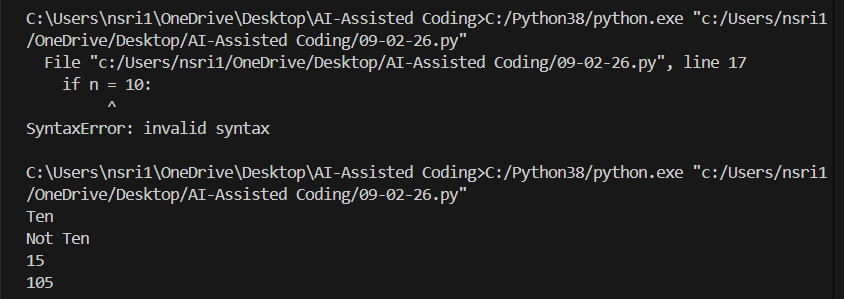 C:\Users\nsri1\OneDrive\Desktop\AI-Assisted Coding>C:/Python38/python.exe "c:/Users/nsri1
/OneDrive/Desktop/AI-Assisted Coding/09-02-26.py"
  File "c:/Users/nsri1/OneDrive/Desktop/AI-Assisted Coding/09-02-26.py", line 17
    if n = 10:
         ^
SyntaxError: invalid syntax

C:\Users\nsri1\OneDrive\Desktop\AI-Assisted Coding>C:/Python38/python.exe "c:/Users/nsri1
/OneDrive/Desktop/AI-Assisted Coding/09-02-26.py"
Ten
Not Ten
15
105